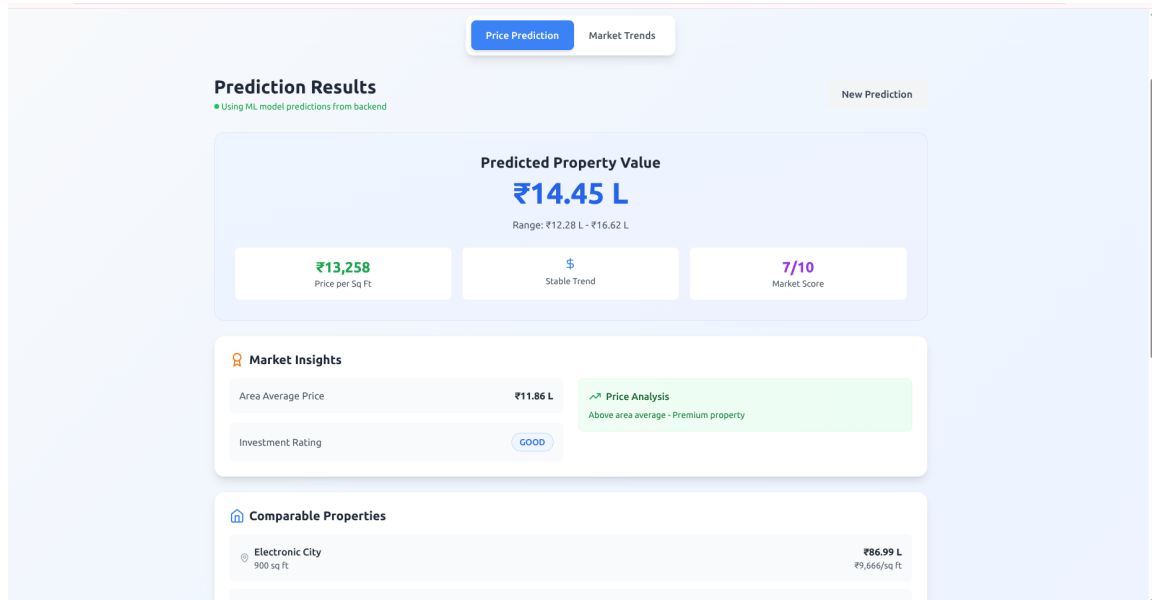 Price Prediction
Market Trends
Prediction Results
Using ML model predictions from backend
New Prediction
Predicted Property Value
₹14.45 L
Range: ₹12.28 L - ₹16.62 L
₹13,258
Price per Sq Ft
$
Stable Trend
7/10
Market Score
Market Insights
Area Average Price
₹11.86 L
Investment Rating
GOOD
Price Analysis
Above area average - Premium property
Comparable Properties
Electronic City
₹86.99 L
900 sq ft
₹9,666/sq ft